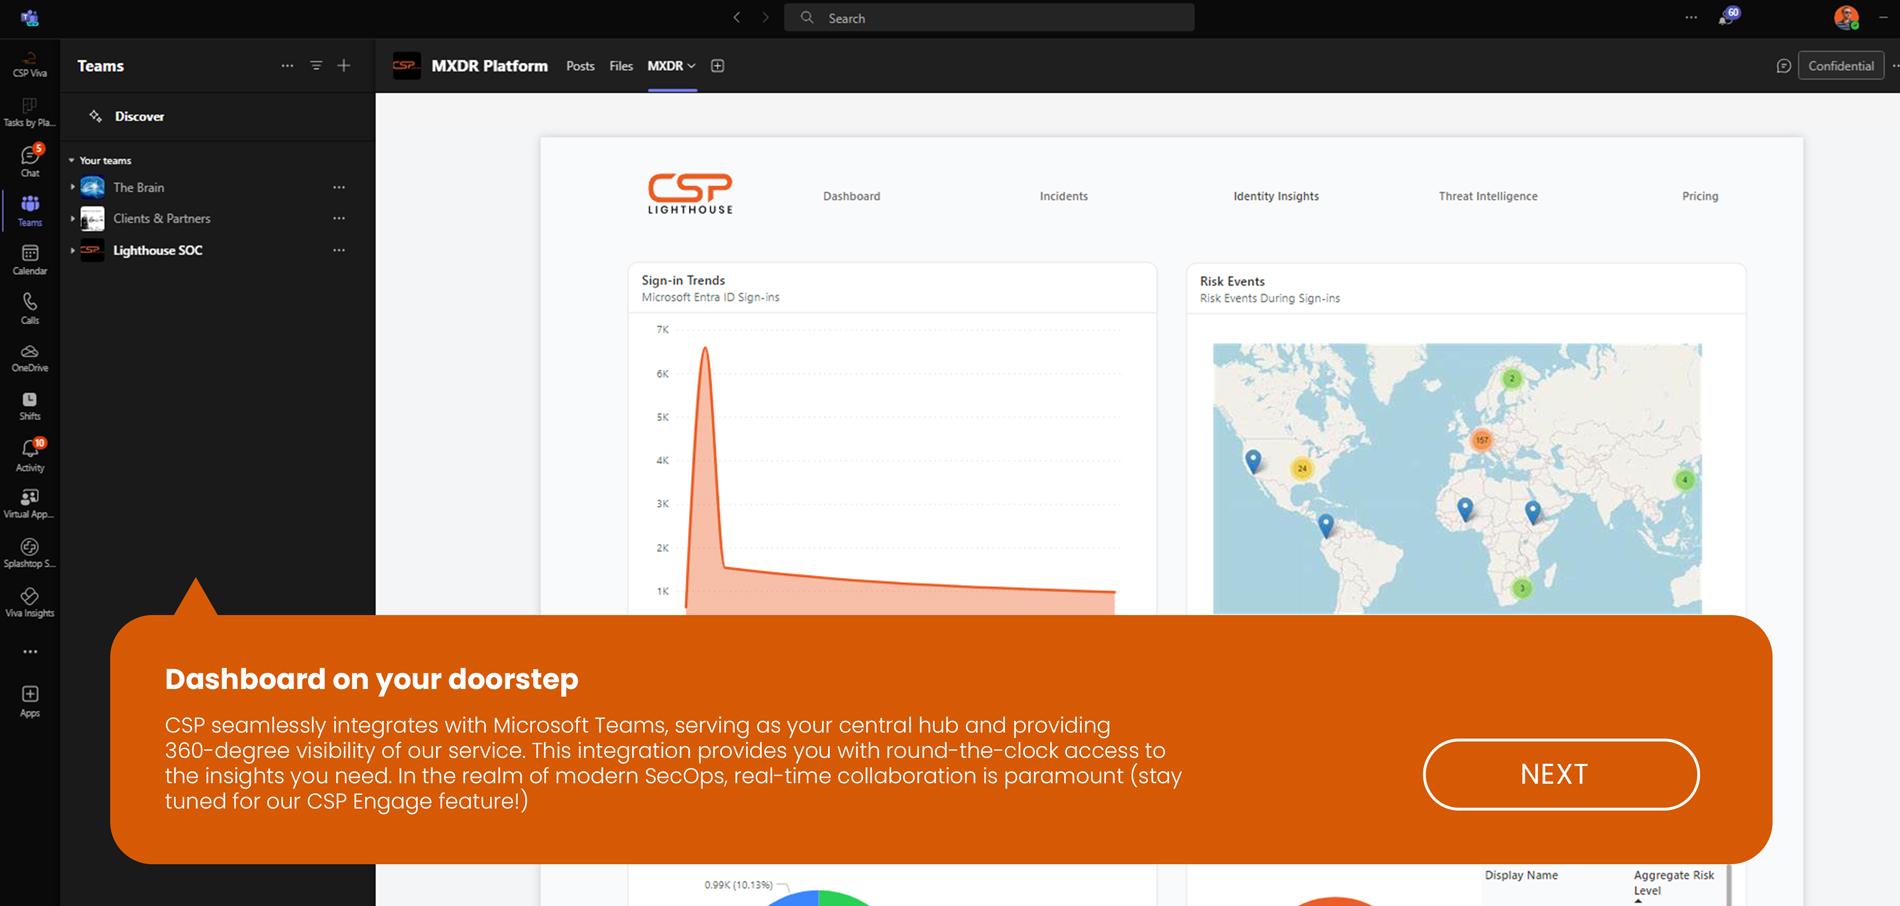 Search
60
CSP Viva
Tasks by Pla...
5
Chat
Teams
Calendar
Calls
OneDrive
Shifts
10
Activity
Virtual App...
Splashtop S...
Viva Insights
Apps
Teams
Discover
Your teams
The Brain
Clients & Partners
CSP
Lighthouse SOC
CSP
MXDR Platform
Posts
Files
MXDR
Confidential
CSP
LIGHTHOUSE
Dashboard
Incidents
Identity Insights
Threat Intelligence
Pricing
Sign-in Trends
Microsoft Entra ID Sign-ins
7K
6K
5K
4K
3K
2K
1K
Risk Events
Risk Events During Sign-ins
2
157
24
4
3
Dashboard on your doorstep
CSP seamlessly integrates with Microsoft Teams, serving as your central hub and providing
360-degree visibility of our service. This integration provides you with round-the-clock access to
the insights you need. In the realm of modern SecOps, real-time collaboration is paramount (stay
tuned for our CSP Engage feature!)
NEXT
0.99K (10.13%)
Display Name
Aggregate Risk
Level